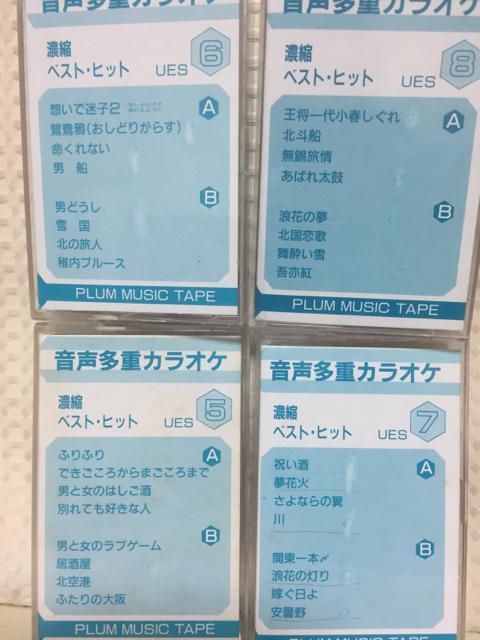 音声多重カラオケ
濃縮
ベスト・ヒット UES 6
想いで迷子2
鴛鴦鴉(おしどりがらす)
命くれない
男 船
A
男どうし
雪 国
北の旅人
稚内ブルース
B
PLUM MUSIC TAPE
音声多重カラオケ
濃縮
ベスト・ヒット UES 8
王将一代小春しぐれ
北斗船
無錫旅情
あばれ太鼓
A
浪花の夢
北国恋歌
舞酔い雪
吾亦紅
B
PLUM MUSIC TAPE
音声多重カラオケ
濃縮
ベスト・ヒット UES 5
ふりふり
できごころからまごころまで
男と女のはしご酒
別れても好きな人
A
男と女のラブゲーム
居酒屋
北空港
ふたりの大阪
B
PLUM MUSIC TAPE
音声多重カラオケ
濃縮
ベスト・ヒット UES 7
祝い酒
夢花火
さよならの翼
川
A
関東一本〆
浪花の灯り
嫁ぐ日よ
安曇野
B
PLUM MUSIC TAPE